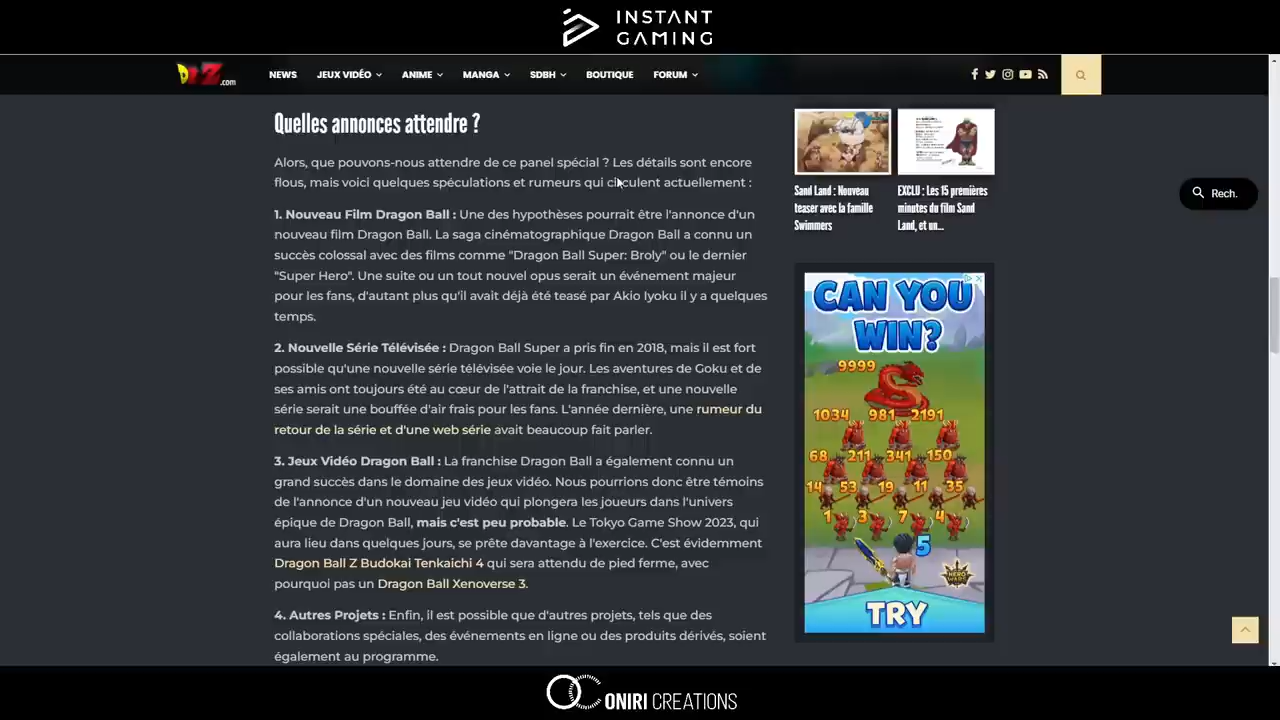 INSTANT
GAMING
DBZ.com
NEWS
JEUX VIDÉO
ANIME
MANGA
SDBH
BOUTIQUE
FORUM
Quelles annonces attendre ?
Alors, que pouvons-nous attendre de ce panel spécial ? Les détails sont encore
flous, mais voici quelques spéculations et rumeurs qui circulent actuellement :
1. Nouveau Film Dragon Ball : Une des hypothèses pourrait être l'annonce d'un
nouveau film Dragon Ball. La saga cinématographique Dragon Ball a connu un
succès colossal avec des films comme "Dragon Ball Super: Broly" ou le dernier
"Super Hero". Une suite ou un tout nouvel opus serait un événement majeur
pour les fans, d'autant plus qu'il avait déjà été teasé par Akio Iyoku il y a quelques
temps.
2. Nouvelle Série Télévisée : Dragon Ball Super a pris fin en 2018, mais il est fort
possible qu'une nouvelle série télévisée voie le jour. Les aventures de Goku et de
ses amis ont toujours été au cœur de l'attrait de la franchise, et une nouvelle
série serait une bouffée d'air frais pour les fans. L'année dernière, une rumeur du
retour de la série et d'une web série avait beaucoup fait parler.
3. Jeux Vidéo Dragon Ball : La franchise Dragon Ball a également connu un
grand succès dans le domaine des jeux vidéo. Nous pourrions donc être témoins
de l'annonce d'un nouveau jeu vidéo qui plongera les joueurs dans l'univers
épique de Dragon Ball, mais c'est peu probable. Le Tokyo Game Show 2023, qui
aura lieu dans quelques jours, se prête davantage à l'exercice. C'est évidemment
Dragon Ball Z Budokai Tenkaichi 4 qui sera attendu de pied ferme, avec
pourquoi pas un Dragon Ball Xenoverse 3.
4. Autres Projets : Enfin, il est possible que d'autres projets, tels que des
collaborations spéciales, des événements en ligne ou des produits dérivés, soient
également au programme.
Sand Land : Nouveau
teaser avec la famille
Swimmers
EXCLU : Les 15 premières
minutes du film Sand
Land, et un...
Rech.
CAN YOU
WIN?
9999
1034 981 2191
68 211 341 150
14 53 19 11 35
1 3 7 4
5
HERO
WARS
TRY
ONIRI CREATIONS